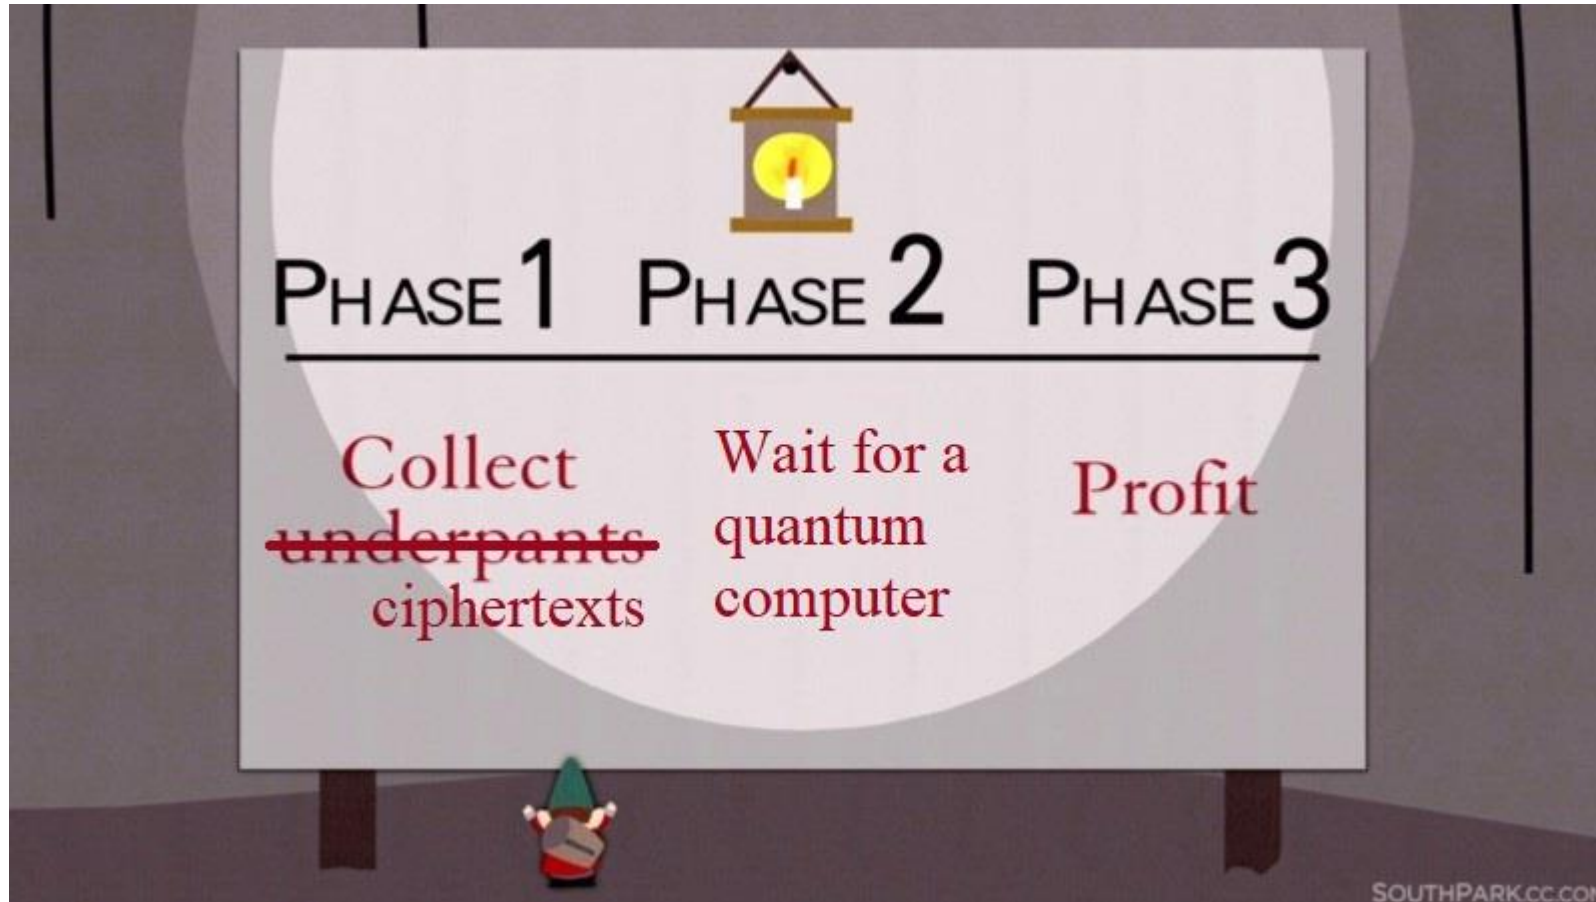 PHASE 1 PHASE 2 PHASE 3
Collect
underpants
ciphertexts
Wait for a
quantum
computer
Profit
SOUTHPARK.CC.COM